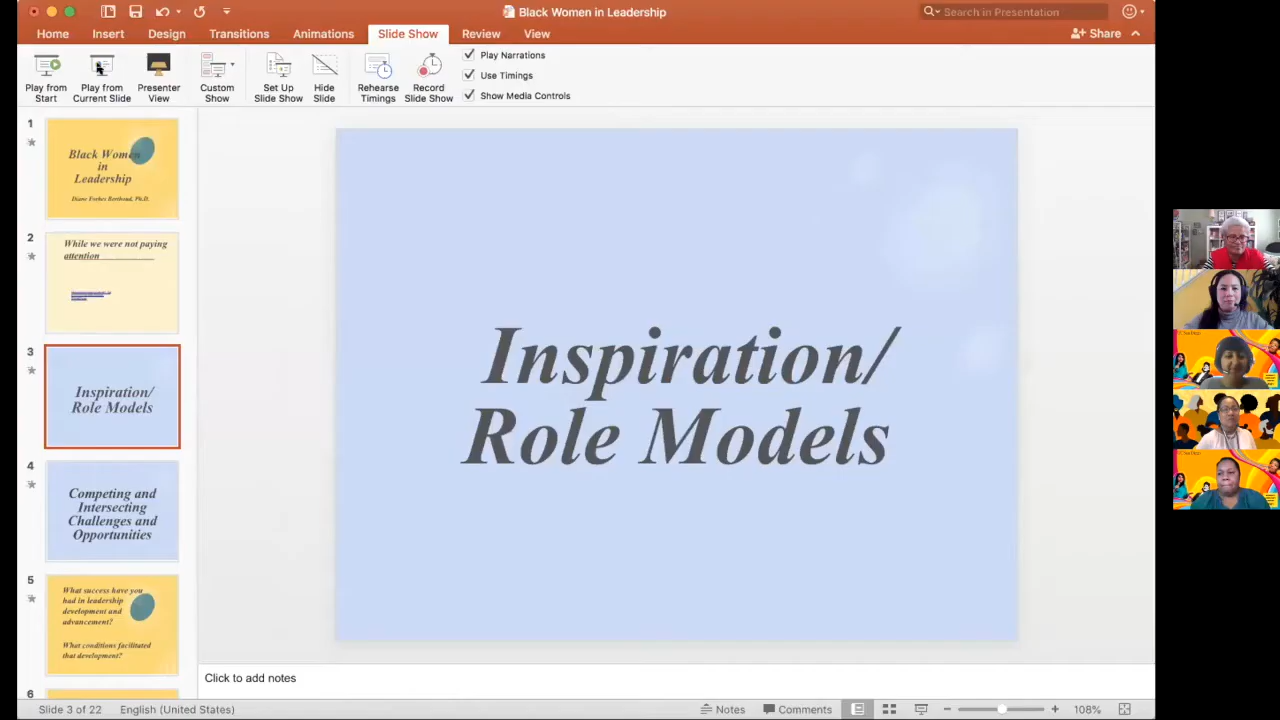 Black Women in Leadership
Search in Presentation
Home Insert Design Transitions Animations Slide Show Review View Share
Play from Start
Play from Current Slide
Presenter View
Custom Show
Set Up Slide Show
Hide Slide
Rehearse Timings
Record Slide Show
Play Narrations
Use Timings
Show Media Controls
1
Black Women
in
Leadership
Diane Forbes Berthoud, Ph.D.
2
While we were not paying
attention
3
Inspiration/
Role Models
4
Competing and
Intersecting
Challenges and
Opportunities
5
What success have you
had in leadership
development and
advancement?
What conditions facilitated
that development?
6
Inspiration/
Role Models
Click to add notes
Slide 3 of 22 English (United States) Notes Comments 108%